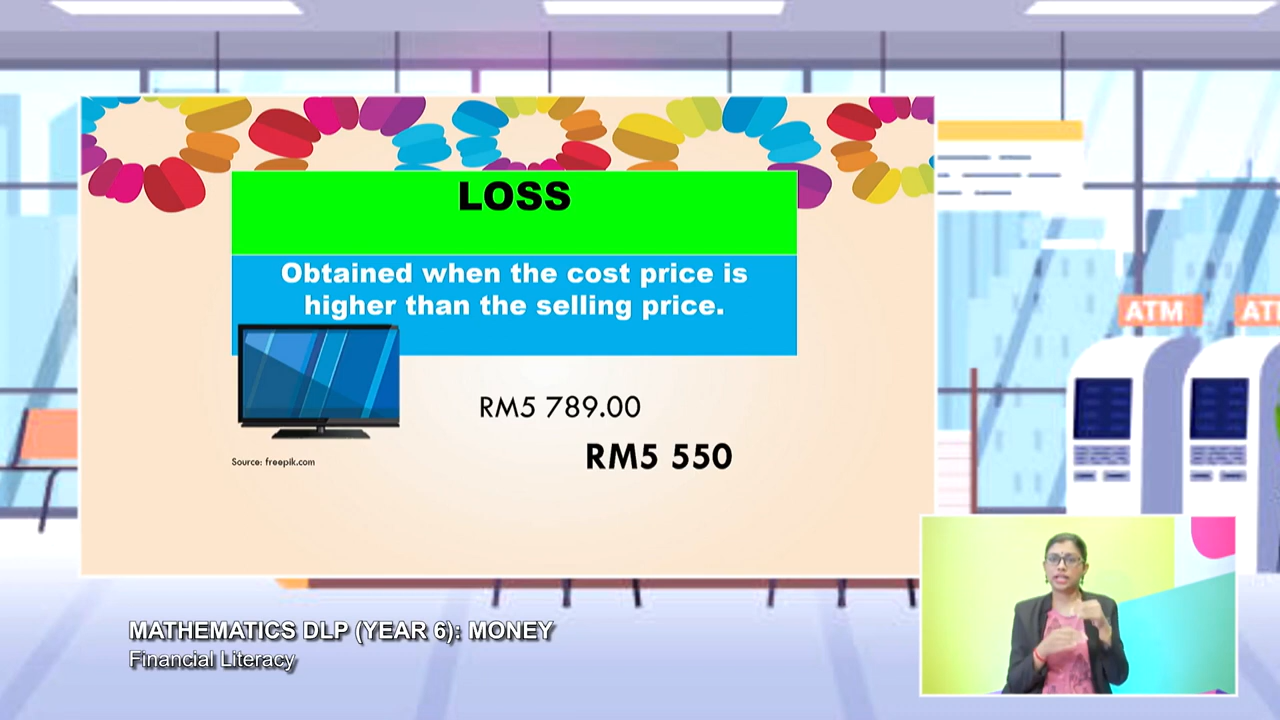 LOSS
Obtained when the cost price is
higher than the selling price.
RM5 789.00
RM5 550
Source: freepik.com
ATM
MATHEMATICS DLP (YEAR 6): MONEY
Financial Literacy